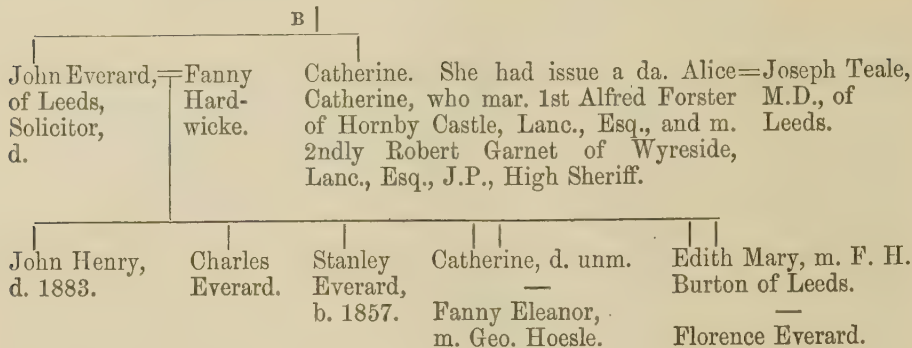 B
John Everard,=Fanny
of Leeds, Hard-
Solicitor, wicke.
d.
Catherine. She had issue a da. Alice=Joseph Teale,
Catherine, who mar. 1st Alfred Forster M.D., of
of Hornby Castle, Lanc., Esq., and m. Leeds.
2ndly Robert Garnet of Wyreside,
Lanc., Esq., J.P., High Sheriff.
John Henry,
d. 1883.
Charles
Everard.
Stanley
Everard,
b. 1857.
Catherine, d. unm.
—
Fanny Eleanor,
m. Geo. Hoesle.
Edith Mary, m. F. H.
Burton of Leeds.
—
Florence Everard.